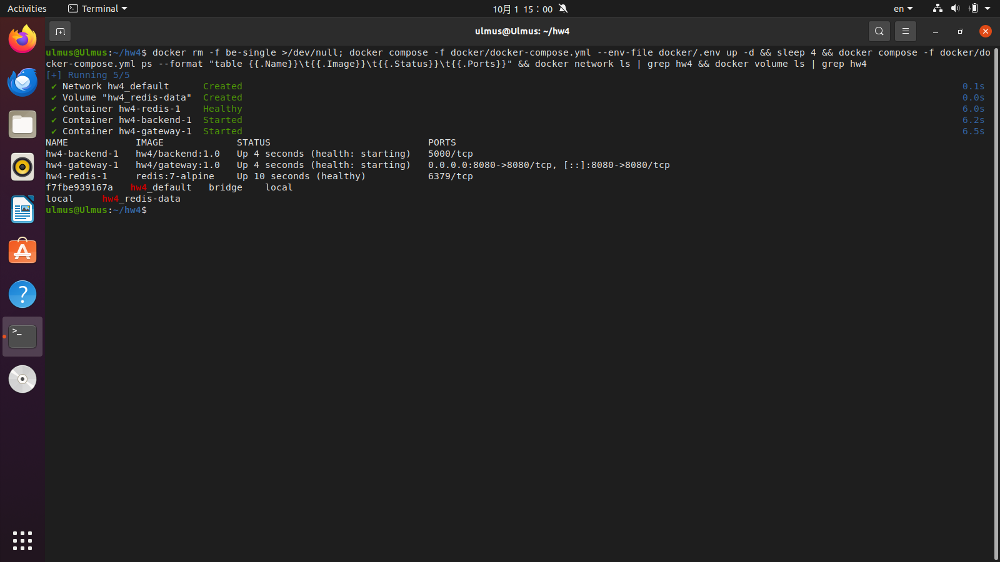 Activities Terminal 10月 1 15：00 en
ulmus@Ulmus: ~/hw4
ulmus@Ulmus:~/hw4$ docker rm -f be-single >/dev/null; docker compose -f docker/docker-compose.yml --env-file docker/.env up -d && sleep 4 && docker compose -f docker/do
cker-compose.yml ps --format "table {{.Name}}\t{{.Image}}\t{{.Status}}\t{{.Ports}}" && docker network ls | grep hw4 && docker volume ls | grep hw4
[+] Running 5/5
✔ Network hw4_default Created 0.1s
✔ Volume "hw4_redis-data" Created 0.0s
✔ Container hw4-redis-1 Healthy 6.0s
✔ Container hw4-backend-1 Started 6.2s
✔ Container hw4-gateway-1 Started 6.5s
NAME IMAGE STATUS PORTS
hw4-backend-1 hw4/backend:1.0 Up 4 seconds (health: starting) 5000/tcp
hw4-gateway-1 hw4/gateway:1.0 Up 4 seconds (health: starting) 0.0.0.0:8080->8080/tcp, [::]:8080->8080/tcp
hw4-redis-1 redis:7-alpine Up 10 seconds (healthy) 6379/tcp
f7fbe939167a hw4_default bridge local
local hw4_redis-data
ulmus@Ulmus:~/hw4$